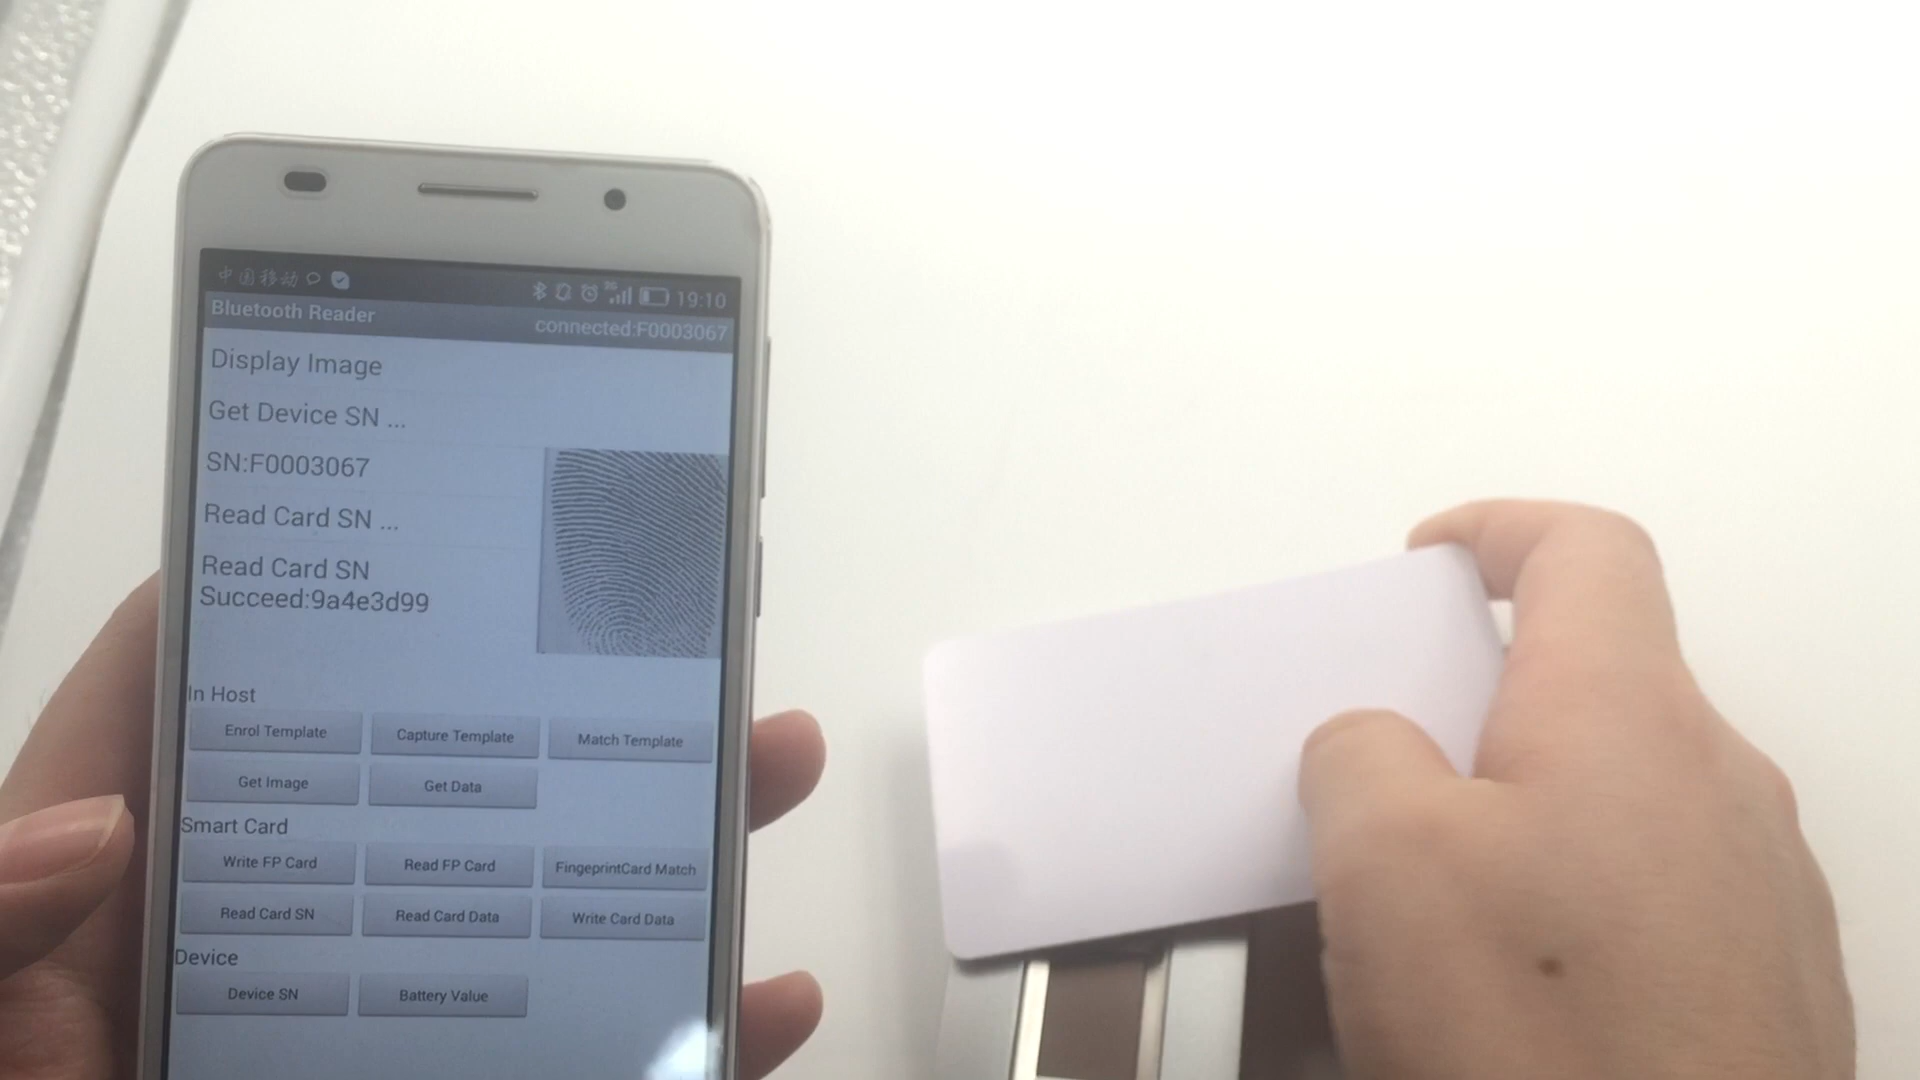 中国移动
3G 19:10
Bluetooth Reader
connected:F0003067
Display Image
Get Device SN ...
SN:F0003067
Read Card SN ...
Read Card SN
Succeed:9a4e3d99
In Host
Enrol Template Capture Template Match Template
Get Image Get Data
Smart Card
Write FP Card Read FP Card FingeprintCard Match
Read Card SN Read Card Data Write Card Data
Device
Device SN Battery Value